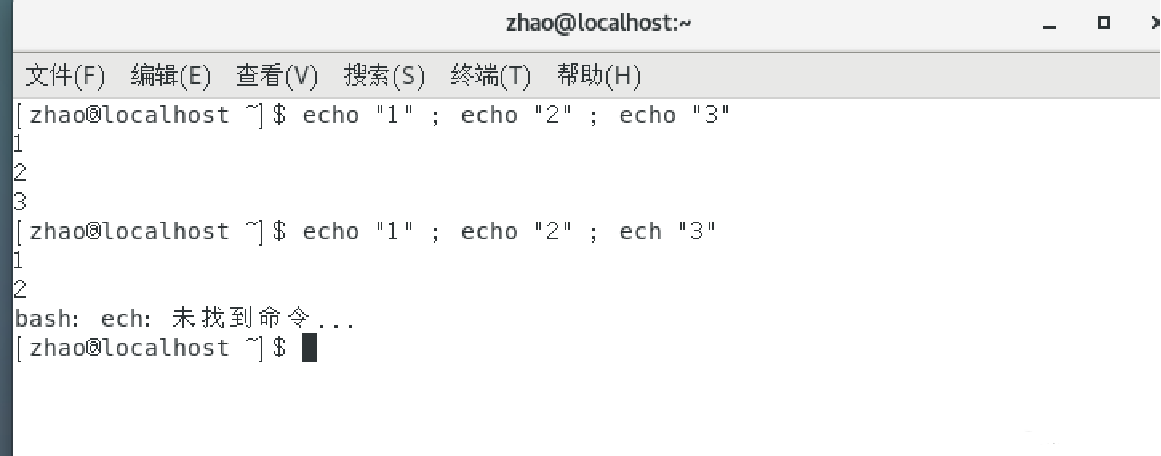 zhao@localhost:~
文件(F) 编辑(E) 查看(V) 搜索(S) 终端(T) 帮助(H)
[zhao@localhost ~]$ echo "1" ; echo "2" ; echo "3"
1
2
3
[zhao@localhost ~]$ echo "1" ; echo "2" ; ech "3"
1
2
bash: ech: 未找到命令...
[zhao@localhost ~]$